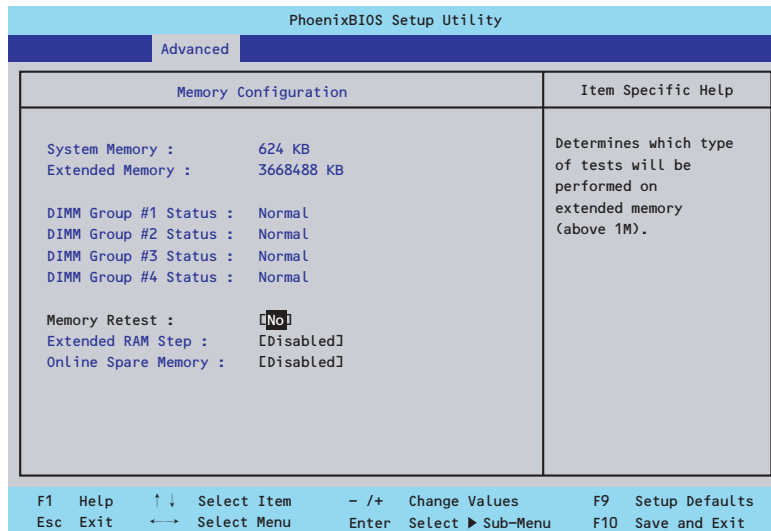 PhoenixBIOS Setup Utility
Advanced
Memory Configuration
Item Specific Help
System Memory : 624 KB
Extended Memory : 3668488 KB
DIMM Group #1 Status : Normal
DIMM Group #2 Status : Normal
DIMM Group #3 Status : Normal
DIMM Group #4 Status : Normal
Memory Retest : [No]
Extended RAM Step : [Disabled]
Online Spare Memory : [Disabled]
Determines which type
of tests will be
performed on
extended memory
(above 1M).
F1 Help ↑↓ Select Item - /+ Change Values F9 Setup Defaults
Esc Exit ←→ Select Menu Enter Select ▶ Sub-Menu F10 Save and Exit